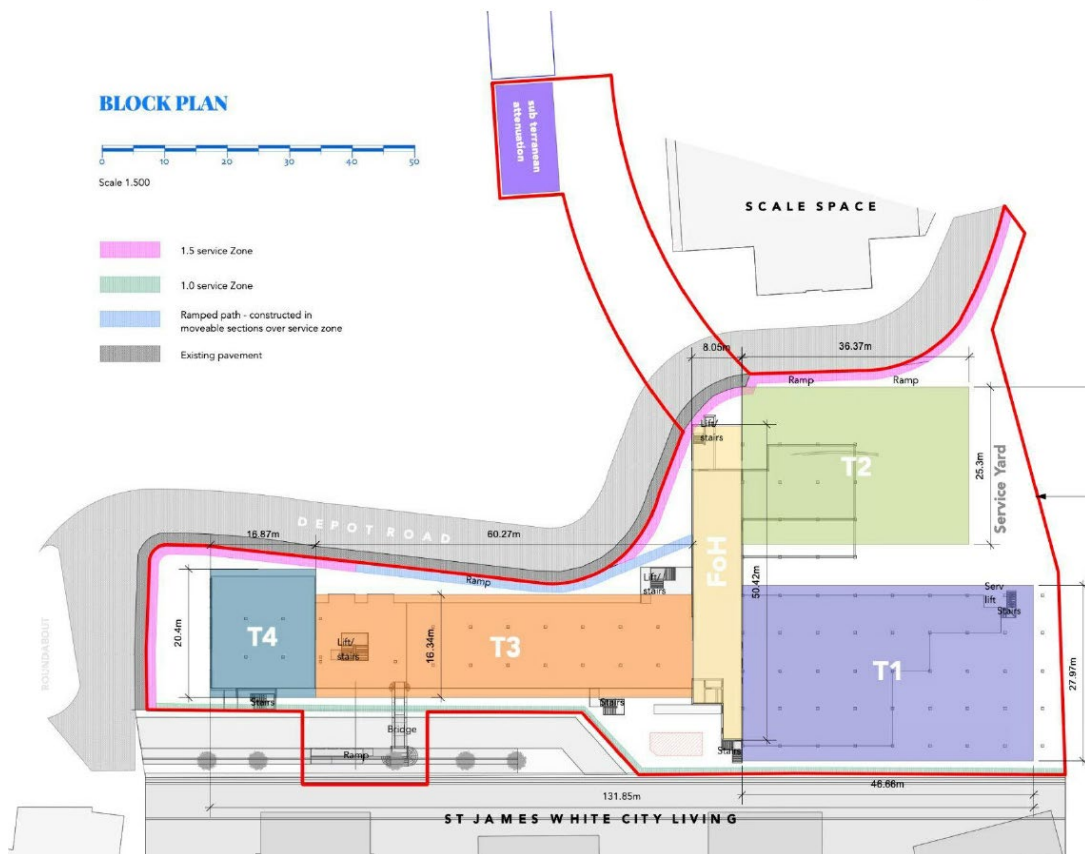 BLOCK PLAN
0 10 20 30 40 50
Scale 1.500
1.5 service Zone
1.0 service Zone
Ramped path - constructed in
moveable sections over service zone
Existing pavement
sub terranean
attenuation
SCALE SPACE
8.05m
36.37m
Ramp
Ramp
Lift/
stairs
T2
25.3m
Service Yard
DEPOT ROAD
16.87m
60.27m
FoH
50.42m
Ramp
Lift/
stairs
Serv
lift
Stairs
ROUNDABOUT
20.4m
T4
Lift/
stairs
16.34m
T3
T1
27.97m
Stairs
Stairs
Bridge
Ramp
Stairs
46.66m
131.85m
ST JAMES WHITE CITY LIVING